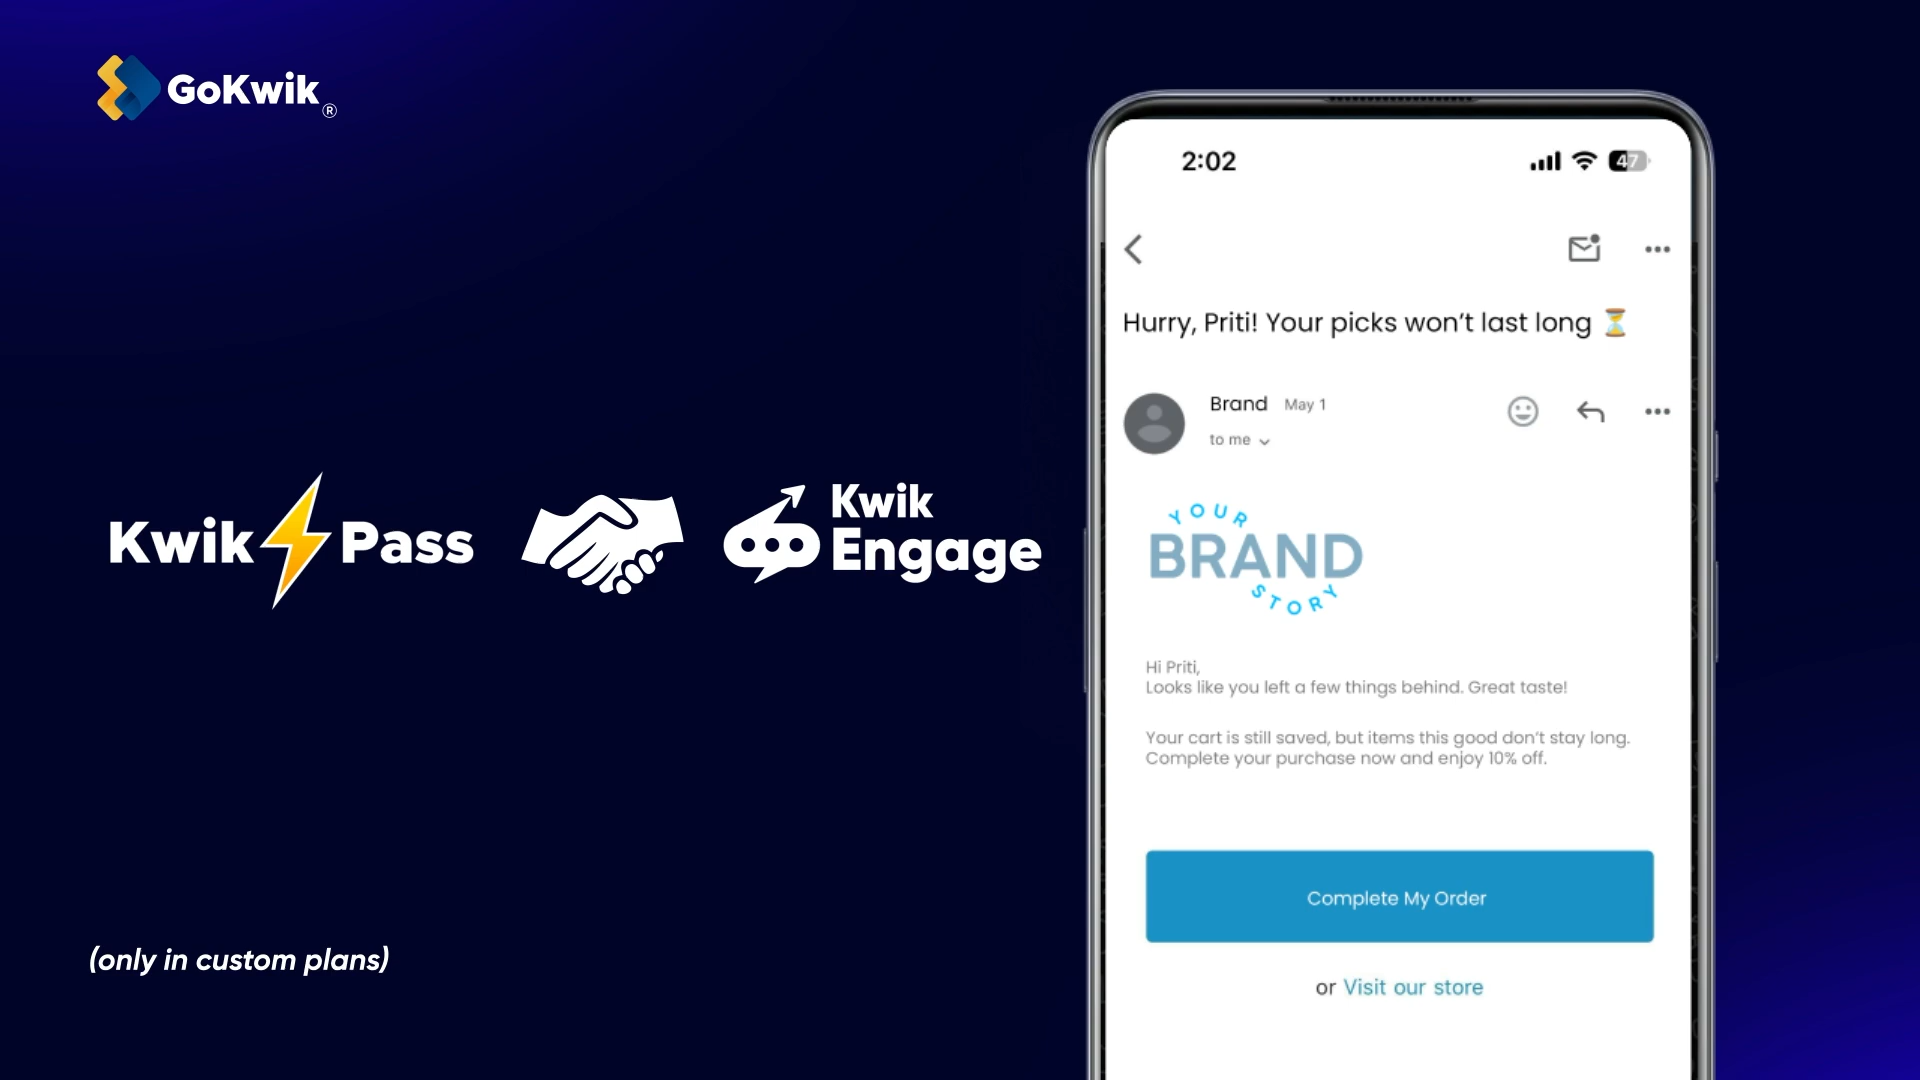 GoKwik®
Kwik Pass
Kwik
Engage
(only in custom plans)
2:02
47
Hurry, Priti! Your picks won’t last long ⏳
Brand May 1
to me
YOUR
BRAND
STORY
Hi Priti,
Looks like you left a few things behind. Great taste!
Your cart is still saved, but items this good don’t stay long.
Complete your purchase now and enjoy 10% off.
Complete My Order
or Visit our store